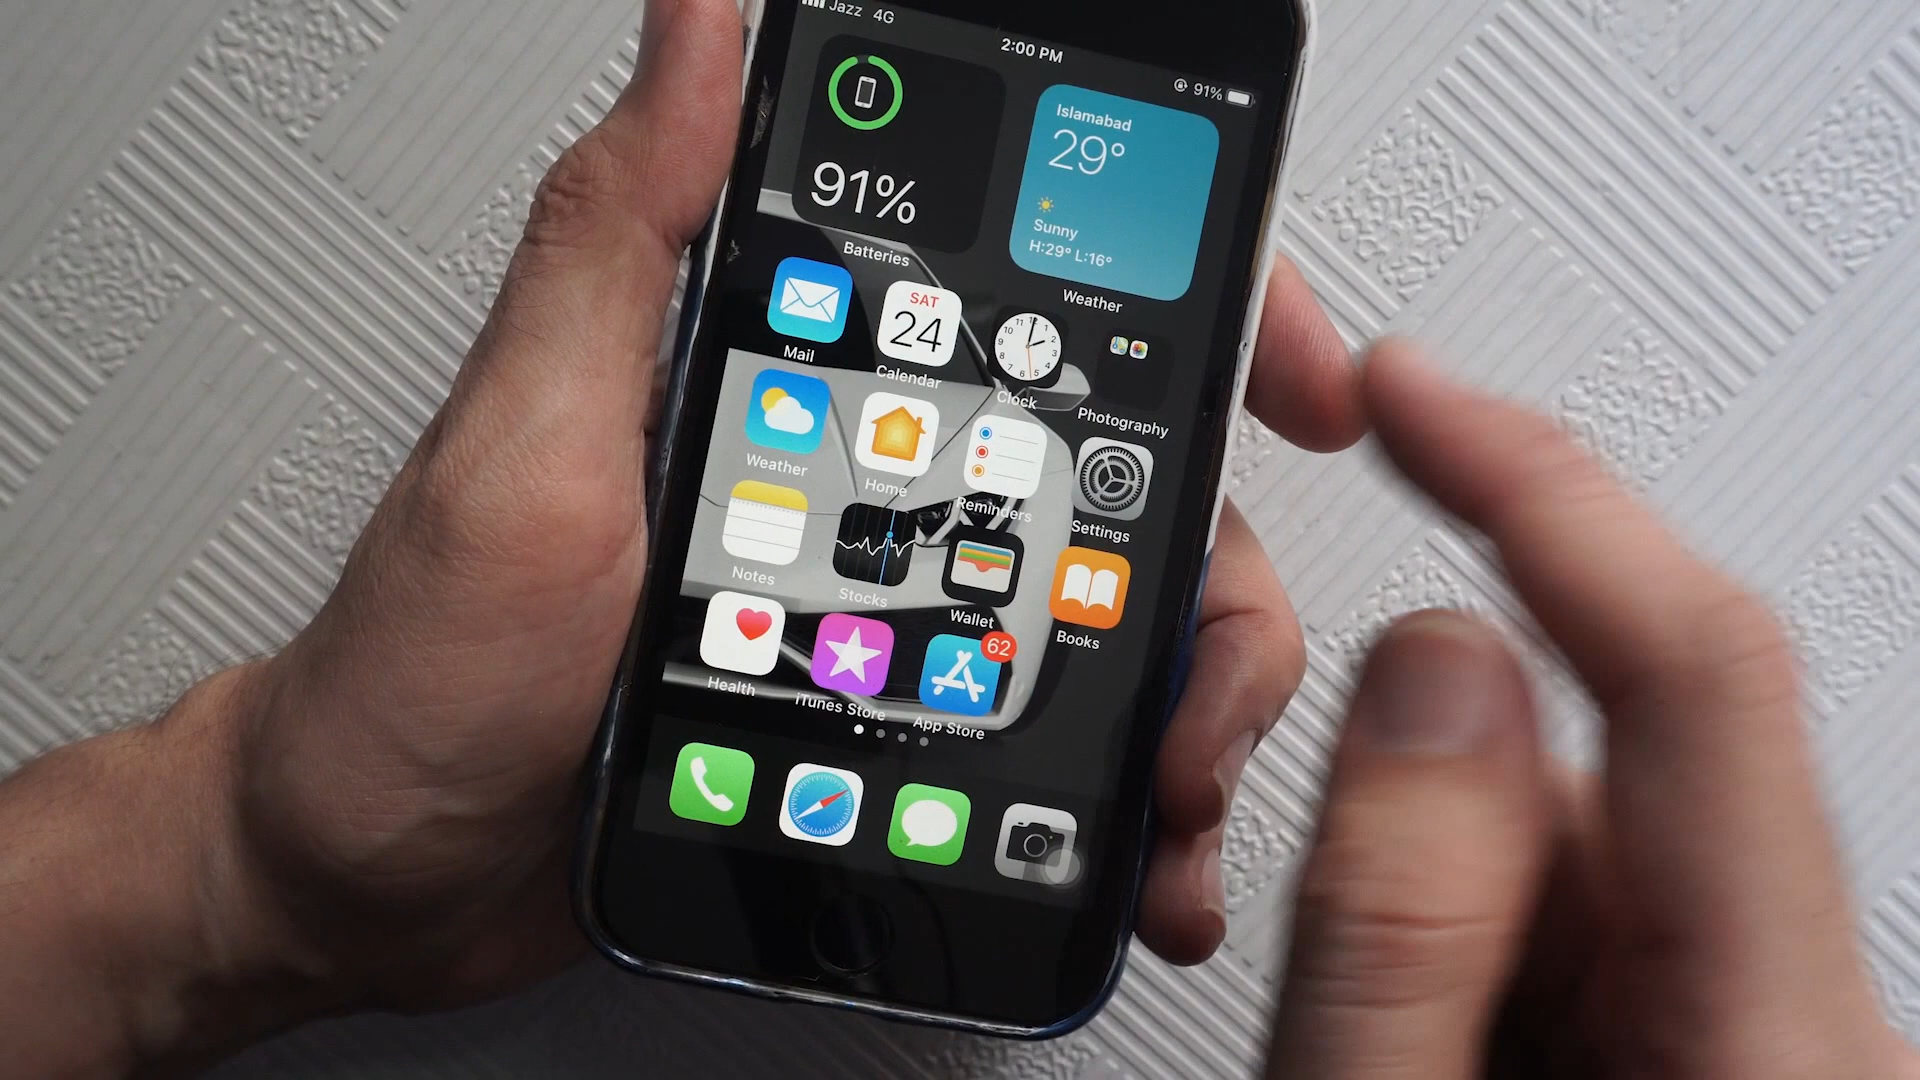 Jazz 4G
2:00 PM
91%
91%
Batteries
Islamabad
29°
Sunny
H:29° L:16°
Weather
Mail
SAT
24
Calendar
Clock
Photography
Weather
Home
Reminders
Settings
Notes
Stocks
Wallet
Books
Health
iTunes Store
62
App Store